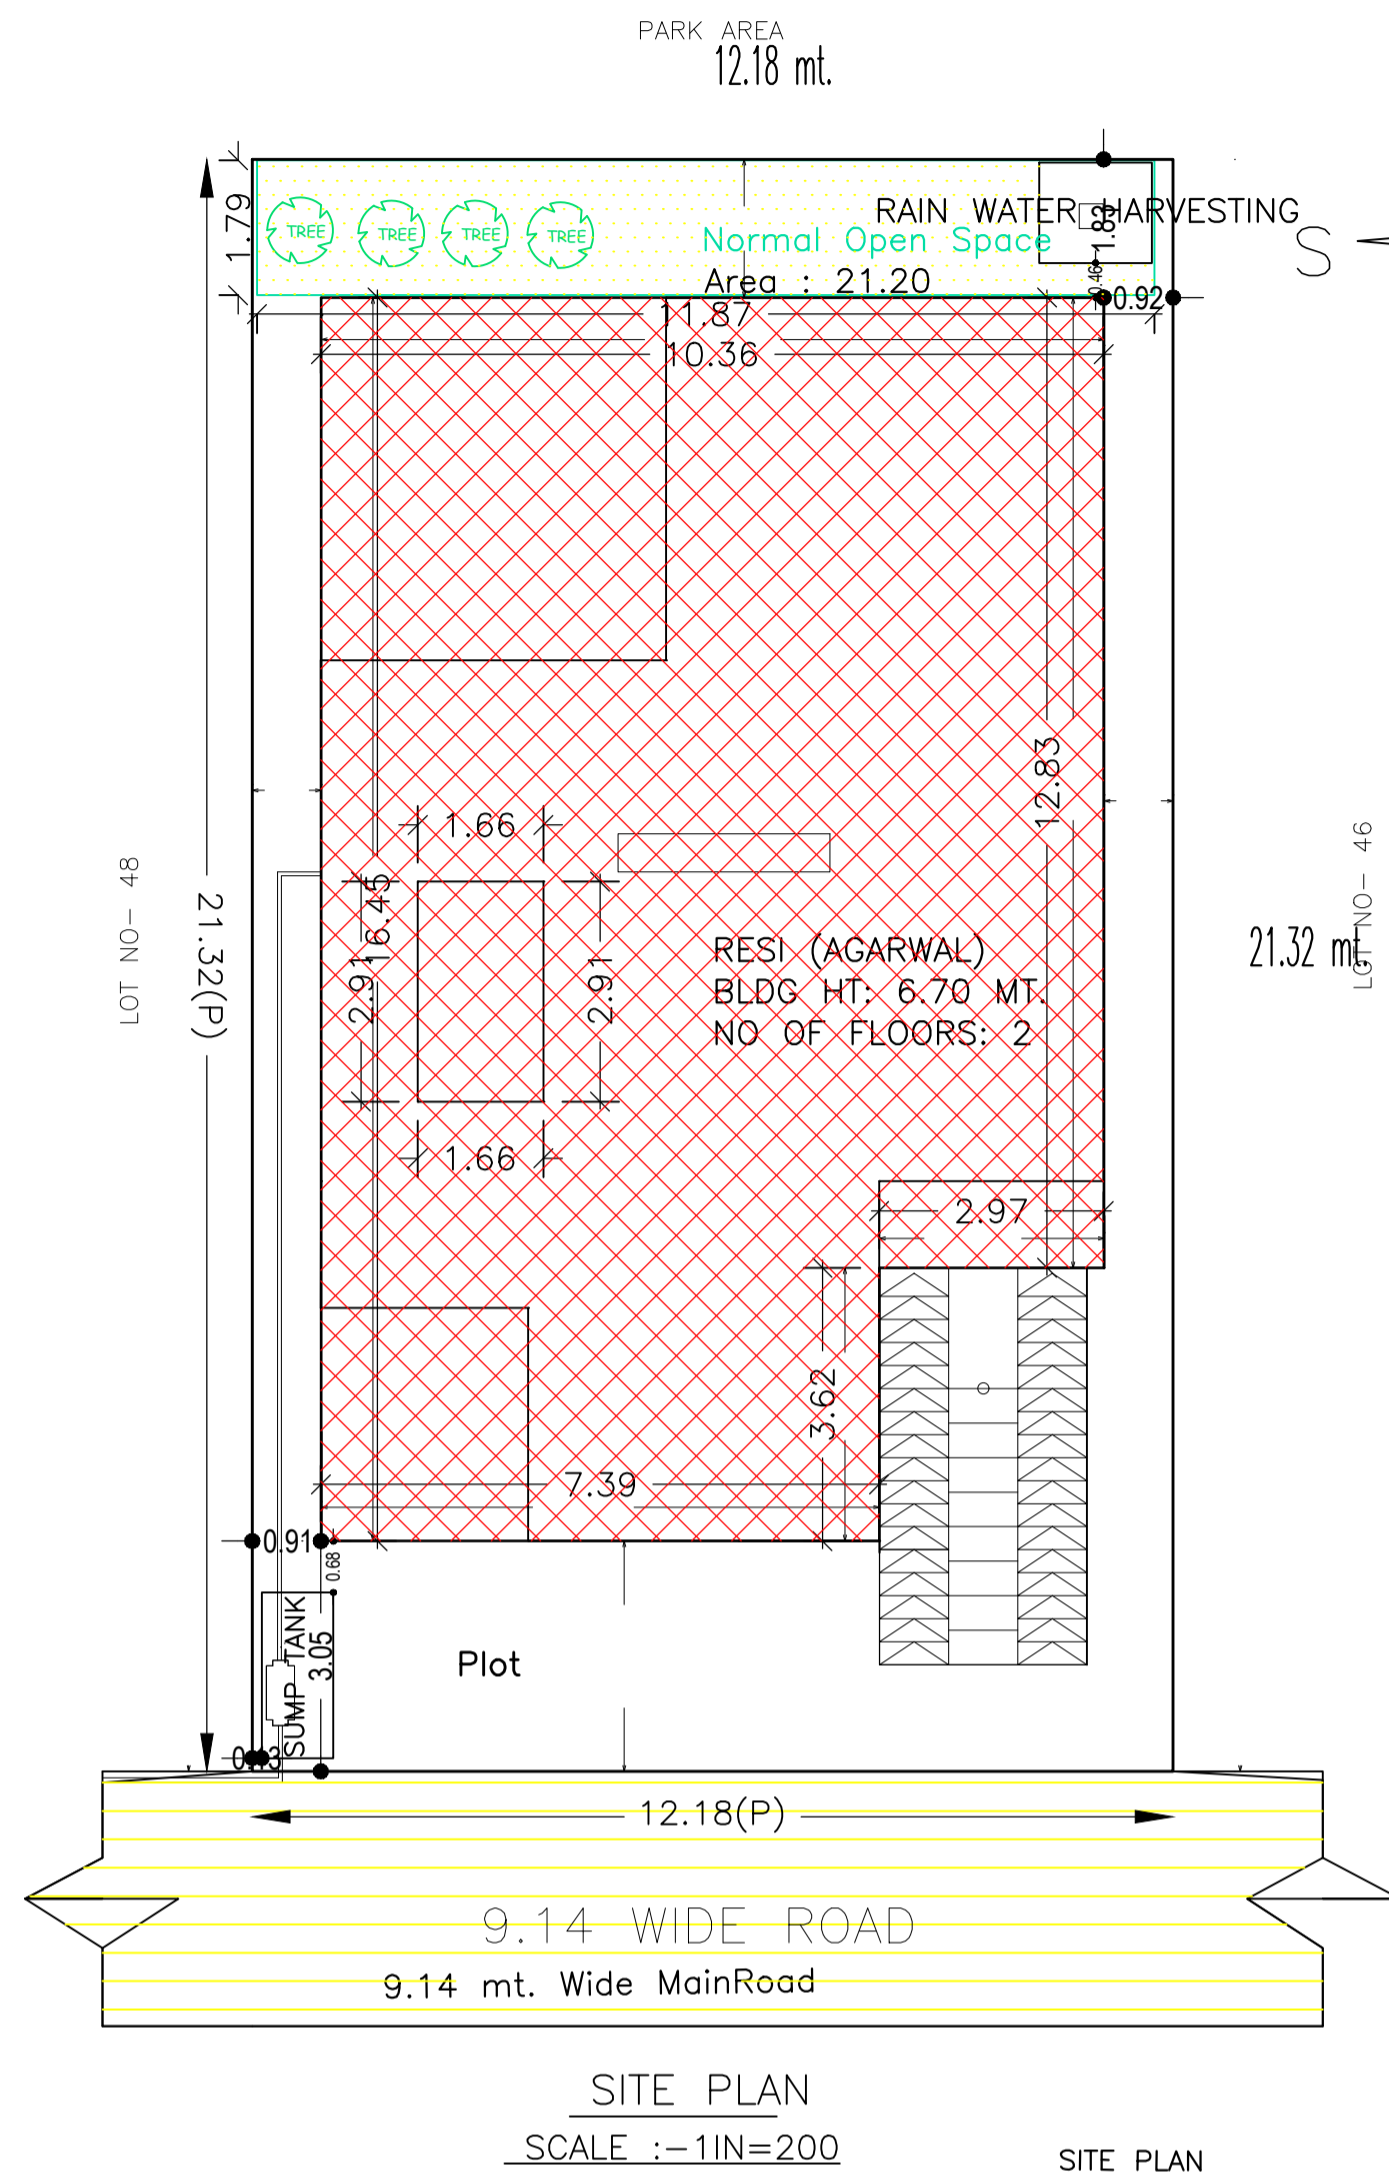 PARK AREA
12.18 mt.
1.79
TREE
TREE
TREE
TREE
RAIN WATER HARVESTING
1.83
S
Normal Open Space
Area : 21.20
0.46
0.92
11.87
10.36
12.83
1.66
16.45
2.91
2.91
1.66
LOT NO- 48
21.32(P)
RESI (AGARWAL)
BLDG HT: 6.70 MT.
NO OF FLOORS: 2
21.32 mt.
LOT NO- 46
2.97
3.62
7.39
0.91
0.68
SUMP TANK
3.05
Plot
0.13
12.18(P)
9.14 WIDE ROAD
9.14 mt. Wide MainRoad
SITE PLAN
SCALE :-1IN=200
SITE PLAN